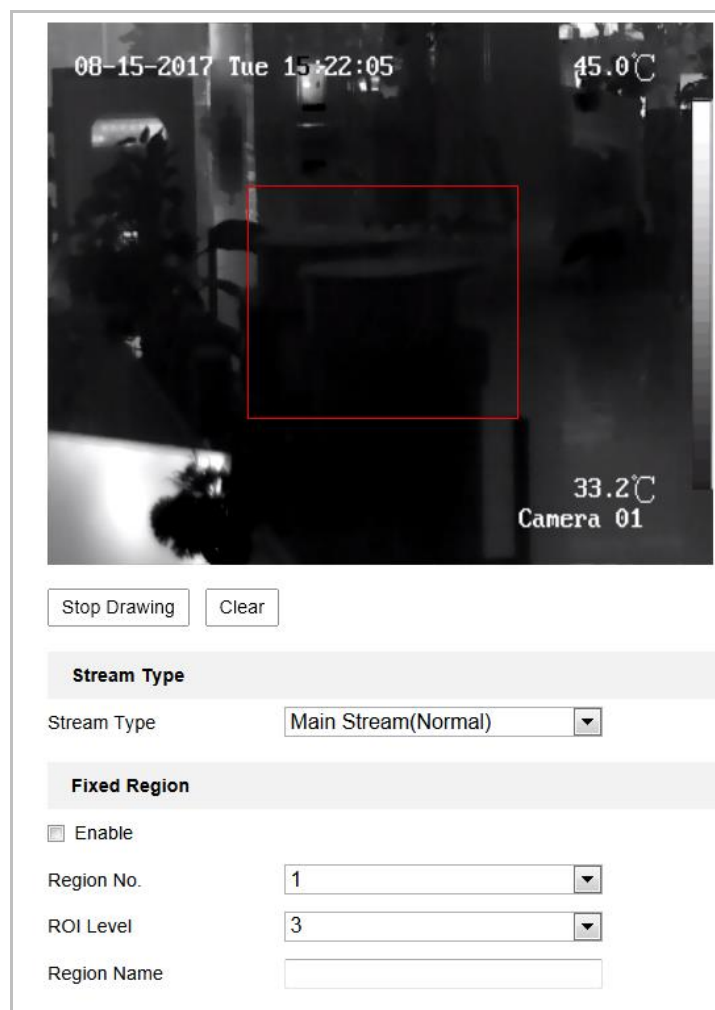 08-15-2017 Tue 15:22:05
45.0℃
33.2℃
Camera 01
Stop Drawing
Clear
Stream Type
Stream Type
Main Stream(Normal)
Fixed Region
Enable
Region No.
1
ROI Level
3
Region Name